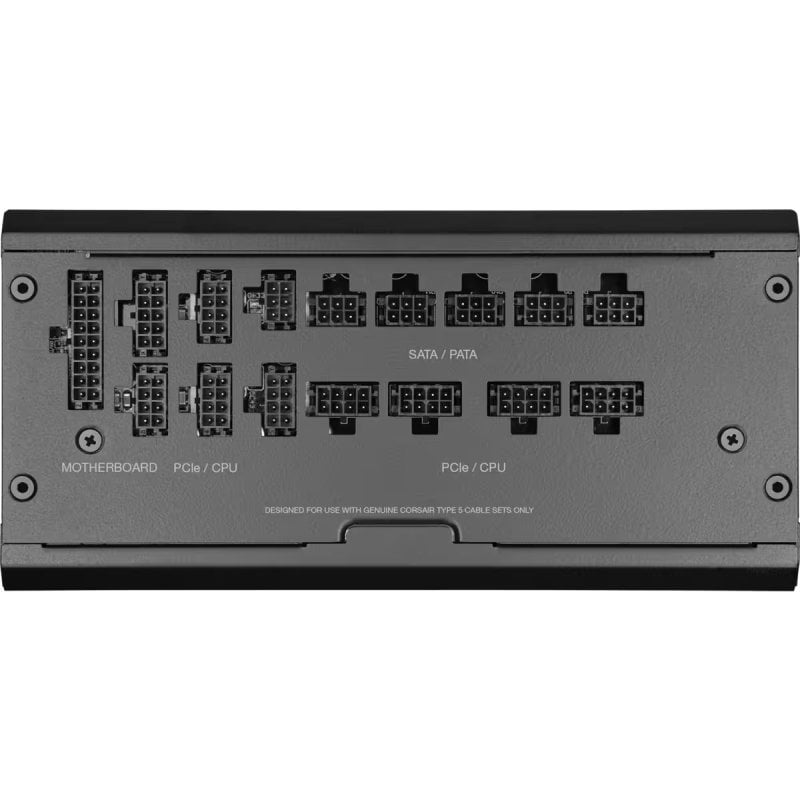 SATA / PATA
MOTHERBOARD PCIe / CPU
PCIe / CPU
DESIGNED FOR USE WITH GENUINE CORSAIR TYPE 5 CABLE SETS ONLY